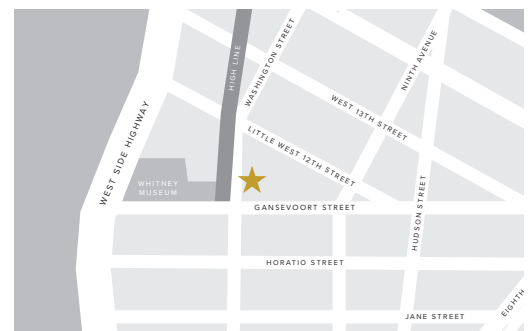 HIGH LINE
WASHINGTON STREET
NINTH AVENUE
WEST 13TH STREET
WEST SIDE HIGHWAY
LITTLE WEST 12TH STREET
WHITNEY
MUSEUM
GANSEVOORT STREET
HUDSON STREET
HORATIO STREET
JANE STREET
EIGHTH